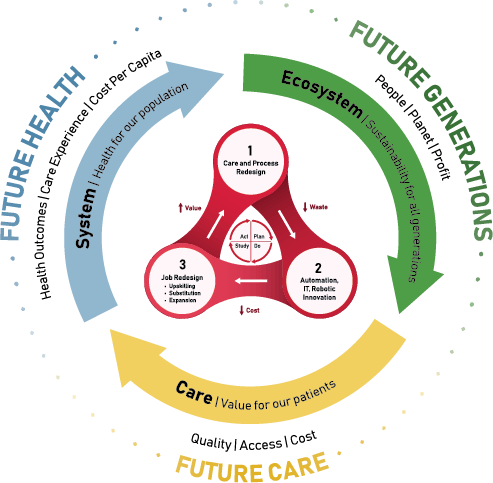 FUTURE HEALTH
Health Outcomes | Care Experience | Cost Per Capita
System | Health for our population
FUTURE GENERATIONS
People | Planet | Profit
Ecosystem | Sustainability for all generations
1
Care and Process
Redesign
↑ Value
↓ Waste
Act Plan
Study Do
3
Job Redesign
• Upskilling
• Substitution
• Expansion
2
Automation,
IT, Robotic
Innovation
↓ Cost
Care | Value for our patients
Quality | Access | Cost
FUTURE CARE